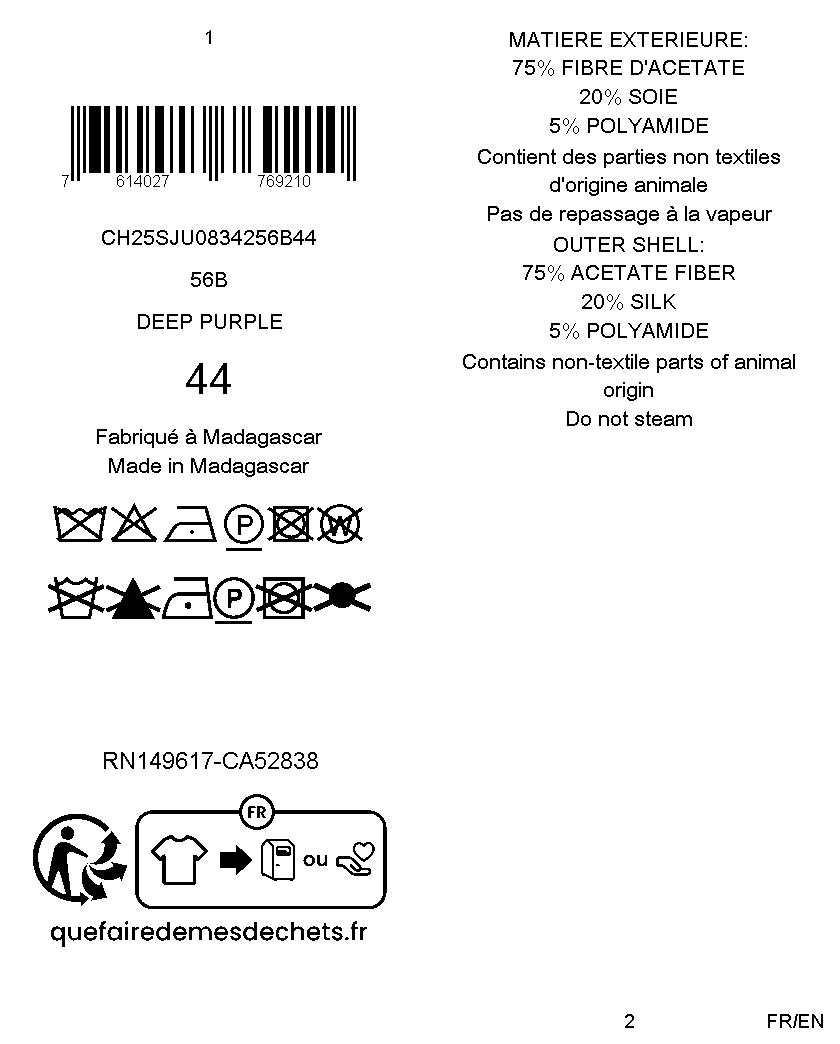 1
7 614027 769210
CH25SJU0834256B44
56B
DEEP PURPLE
44
Fabriqué à Madagascar
Made in Madagascar
P W
P
RN149617-CA52838
FR
ou
quefairedemesdechets.fr
MATIERE EXTERIEURE:
75% FIBRE D'ACETATE
20% SOIE
5% POLYAMIDE
Contient des parties non textiles
d'origine animale
Pas de repassage à la vapeur
OUTER SHELL:
75% ACETATE FIBER
20% SILK
5% POLYAMIDE
Contains non-textile parts of animal
origin
Do not steam
2
FR/EN